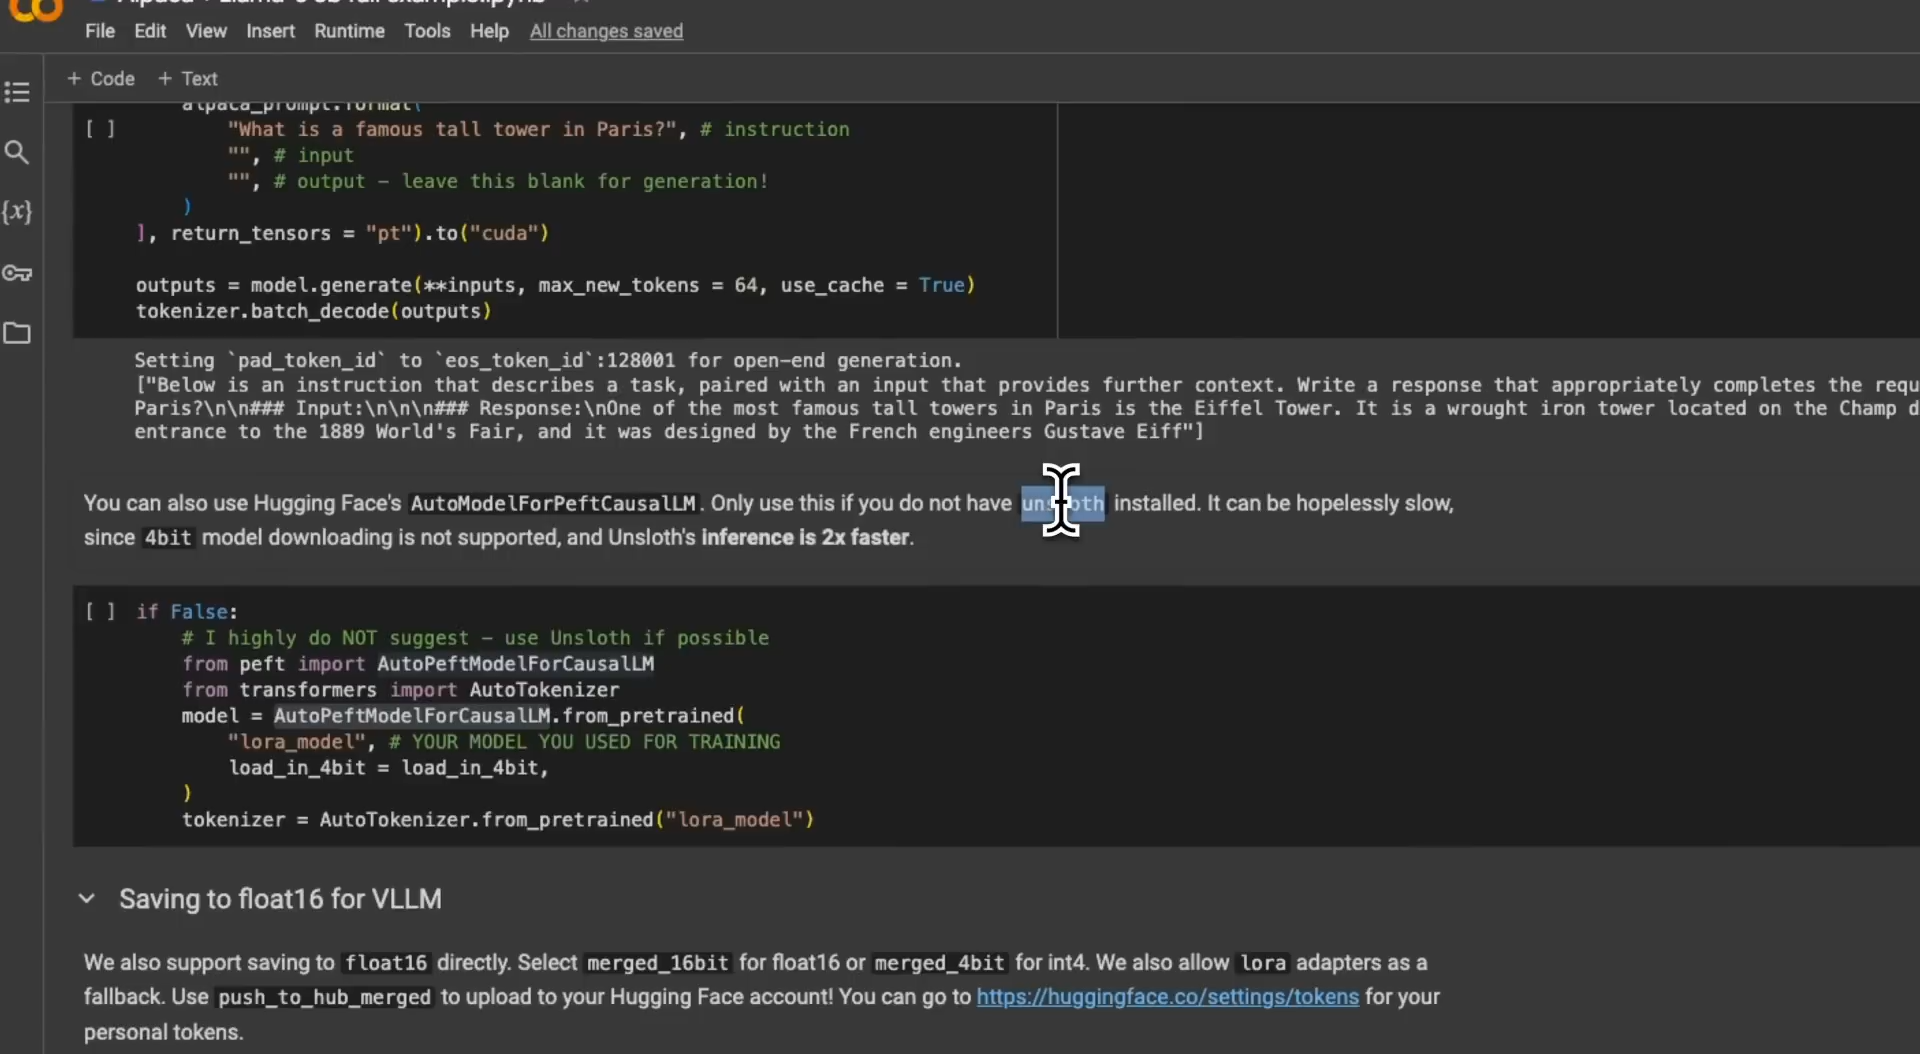 File Edit View Insert Runtime Tools Help All changes saved
+ Code + Text
alpaca_prompt.format(
[ ] "What is a famous tall tower in Paris?", # instruction
"", # input
"", # output – leave this blank for generation!
)
], return_tensors = "pt").to("cuda")
outputs = model.generate(**inputs, max_new_tokens = 64, use_cache = True)
tokenizer.batch_decode(outputs)
Setting `pad_token_id` to `eos_token_id`:128001 for open-end generation.
["Below is an instruction that describes a task, paired with an input that provides further context. Write a response that appropriately completes the requ
Paris?\n\n### Input:\n\n\n### Response:\nOne of the most famous tall towers in Paris is the Eiffel Tower. It is a wrought iron tower located on the Champ d
entrance to the 1889 World's Fair, and it was designed by the French engineers Gustave Eiff"]
You can also use Hugging Face's AutoModelForPeftCausalLM. Only use this if you do not have unsloth installed. It can be hopelessly slow,
since 4bit model downloading is not supported, and Unsloth's inference is 2x faster.
[ ] if False:
# I highly do NOT suggest – use Unsloth if possible
from peft import AutoPeftModelForCausalLM
from transformers import AutoTokenizer
model = AutoPeftModelForCausalLM.from_pretrained(
"lora_model", # YOUR MODEL YOU USED FOR TRAINING
load_in_4bit = load_in_4bit,
)
tokenizer = AutoTokenizer.from_pretrained("lora_model")
Saving to float16 for VLLM
We also support saving to float16 directly. Select merged_16bit for float16 or merged_4bit for int4. We also allow lora adapters as a
fallback. Use push_to_hub_merged to upload to your Hugging Face account! You can go to https://huggingface.co/settings/tokens for your
personal tokens.